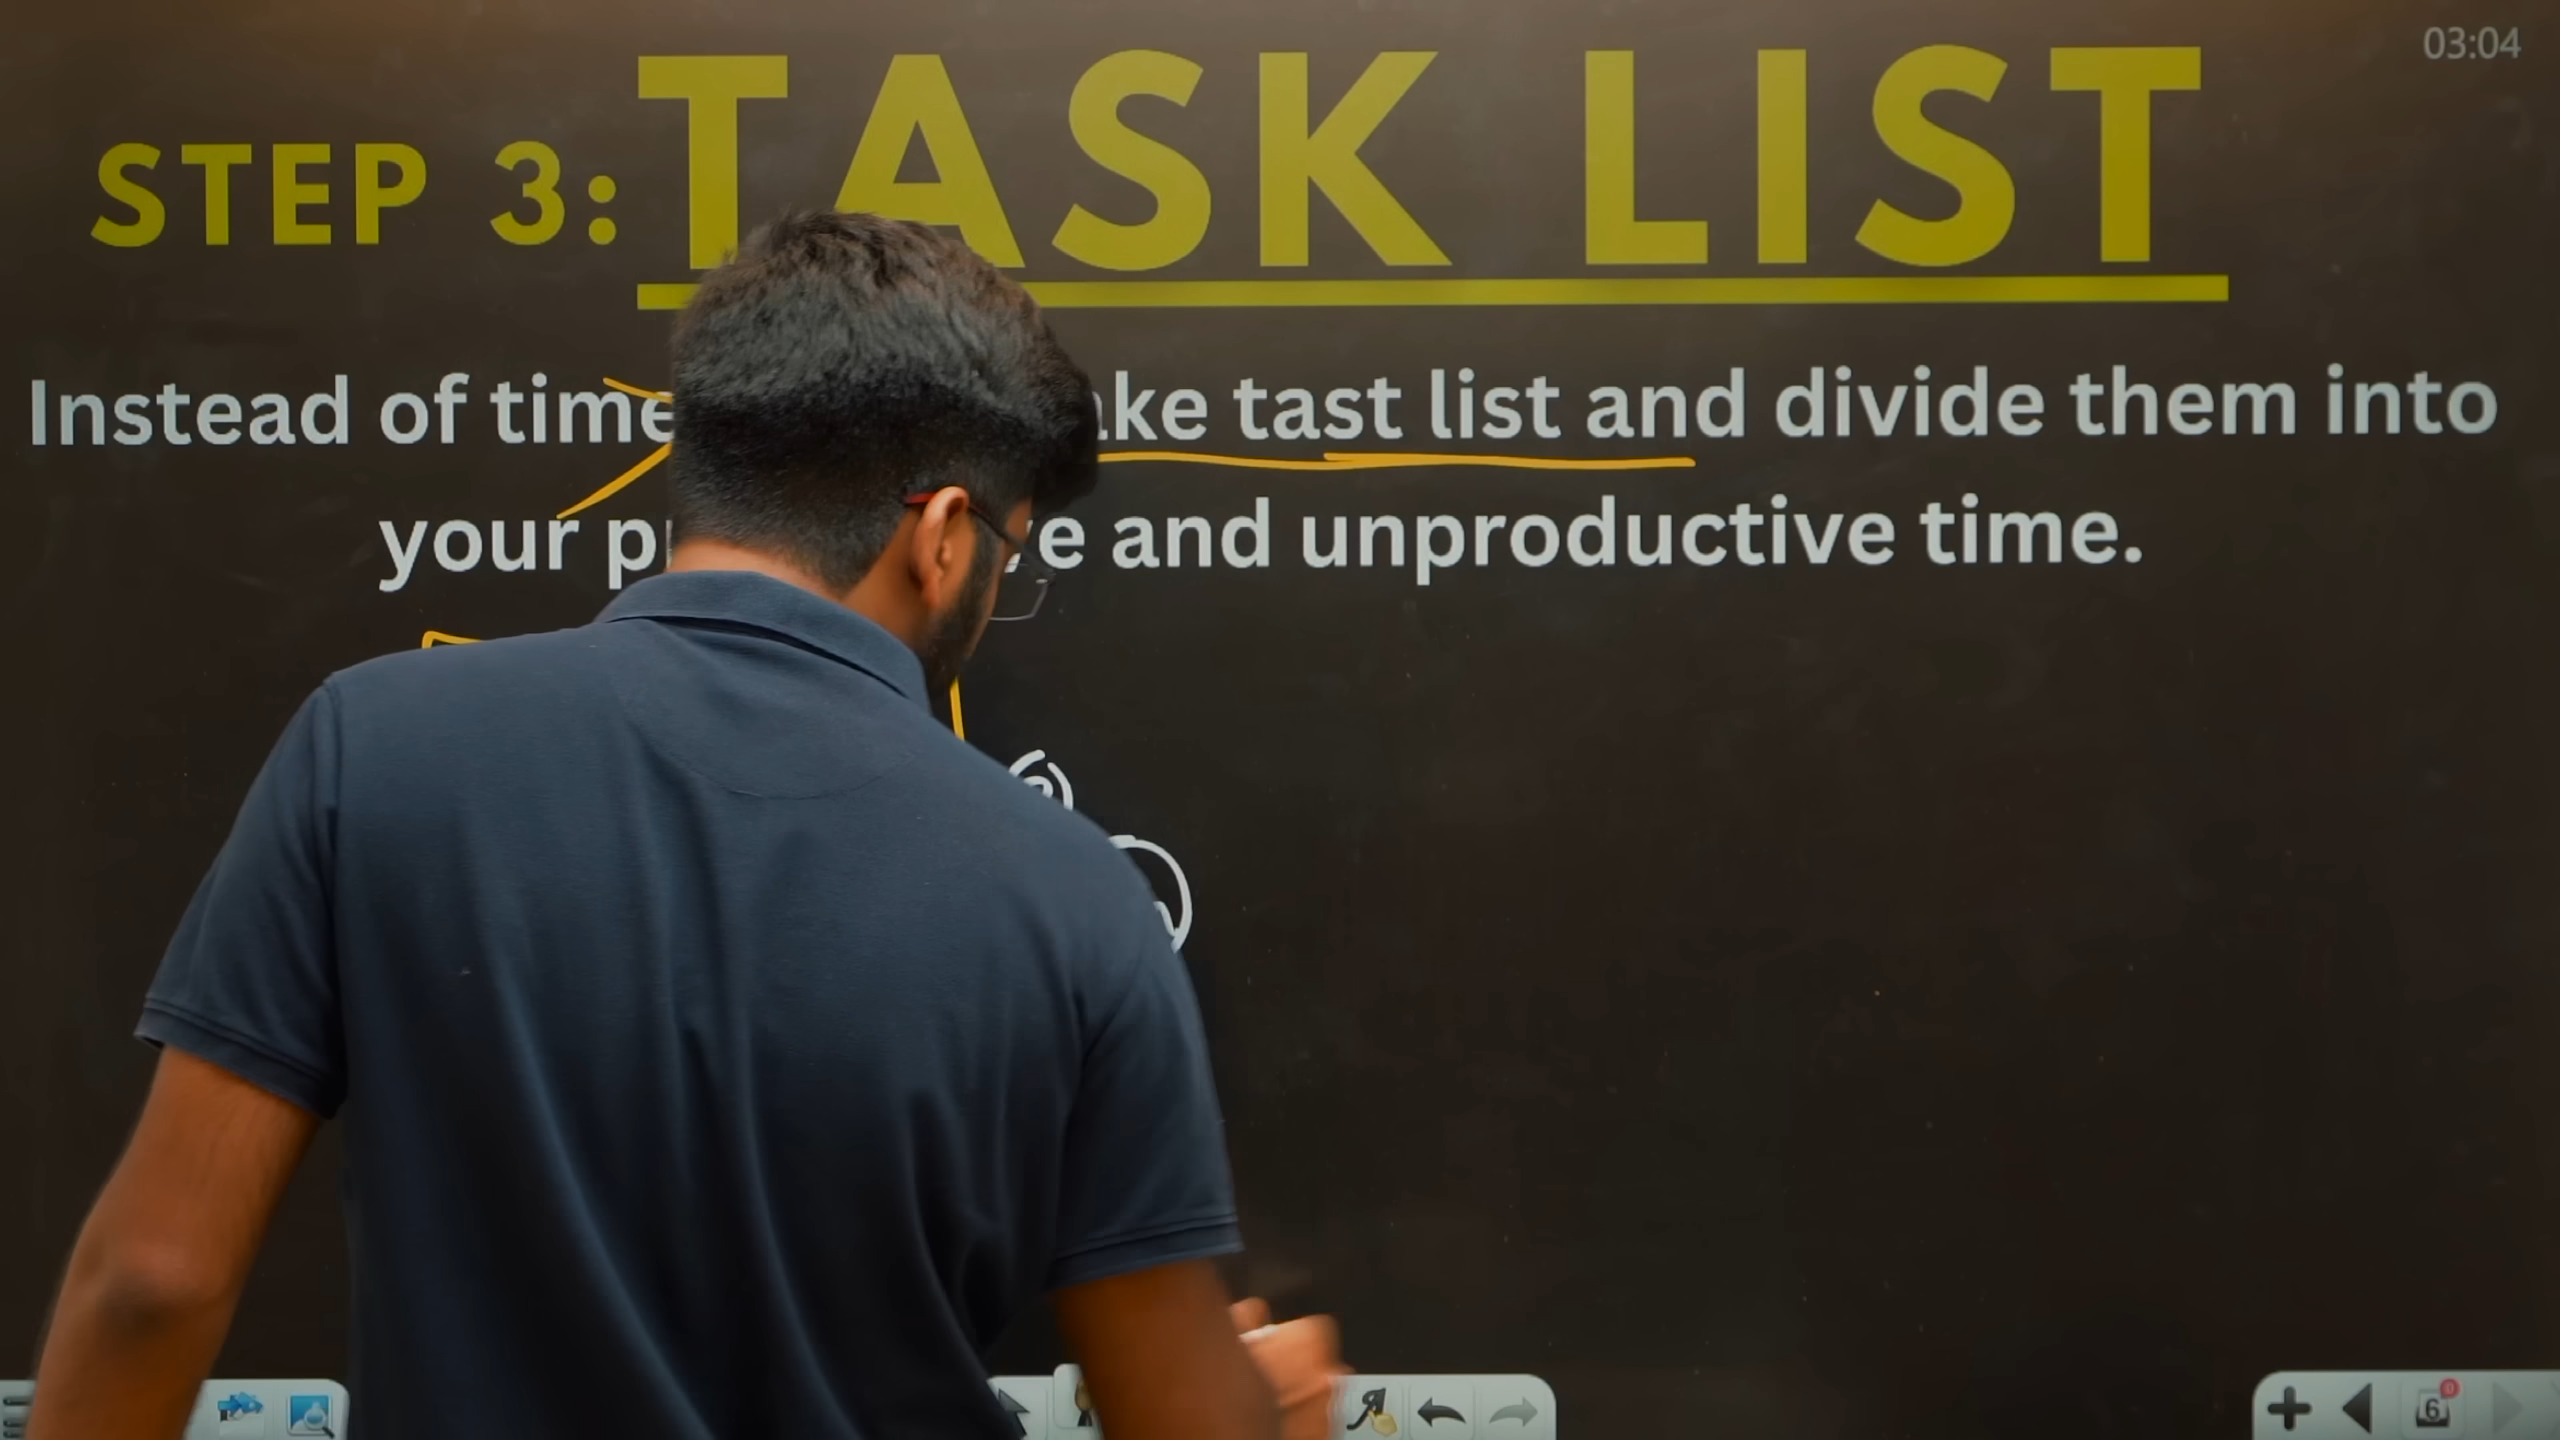 03:04
STEP 3: TASK LIST
Instead of time tast list and divide them into
your and unproductive time.
6